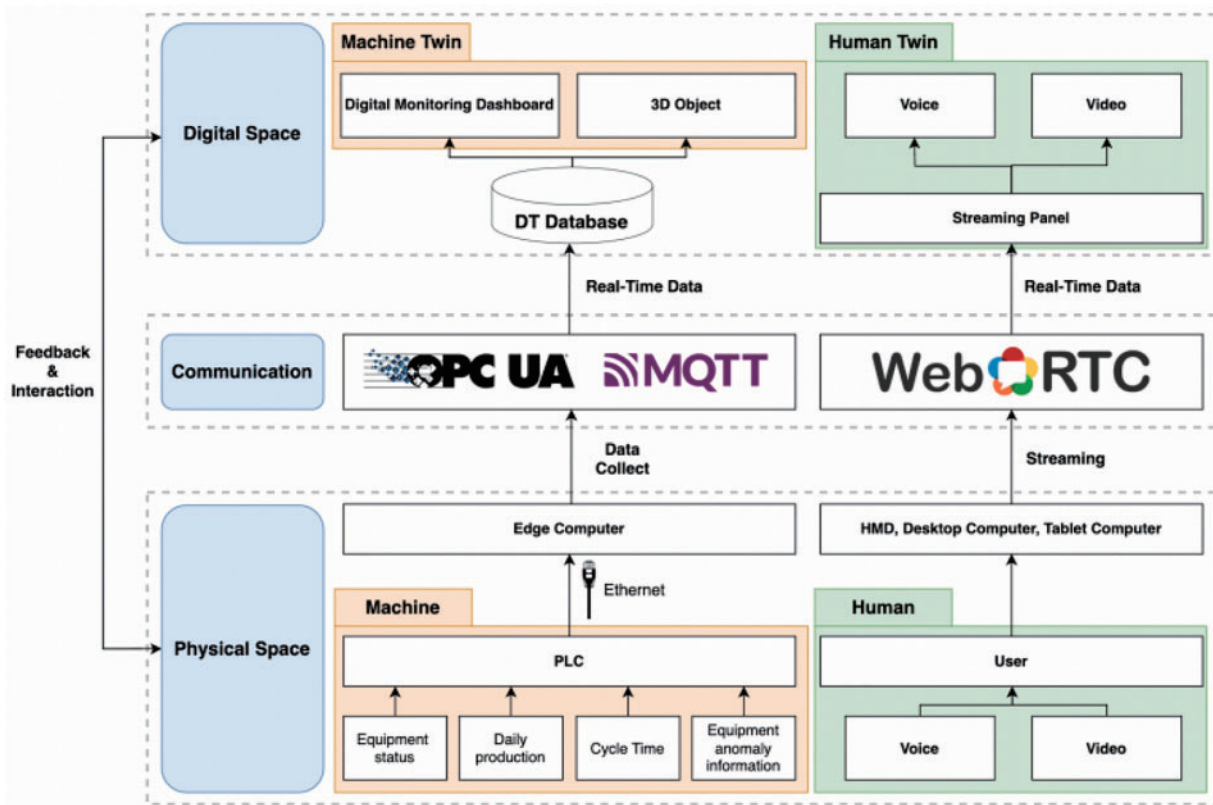 Machine Twin
Human Twin
Digital Monitoring Dashboard
3D Object
Voice
Video
Digital Space
DT Database
Streaming Panel
Real-Time Data
Real-Time Data
Feedback
&
Interaction
Communication
OPC UA
MQTT
WebRTC
Data
Collect
Streaming
Edge Computer
HMD, Desktop Computer, Tablet Computer
Ethernet
Machine
Human
Physical Space
PLC
User
Equipment
status
Daily
production
Cycle Time
Equipment
anomaly
information
Voice
Video